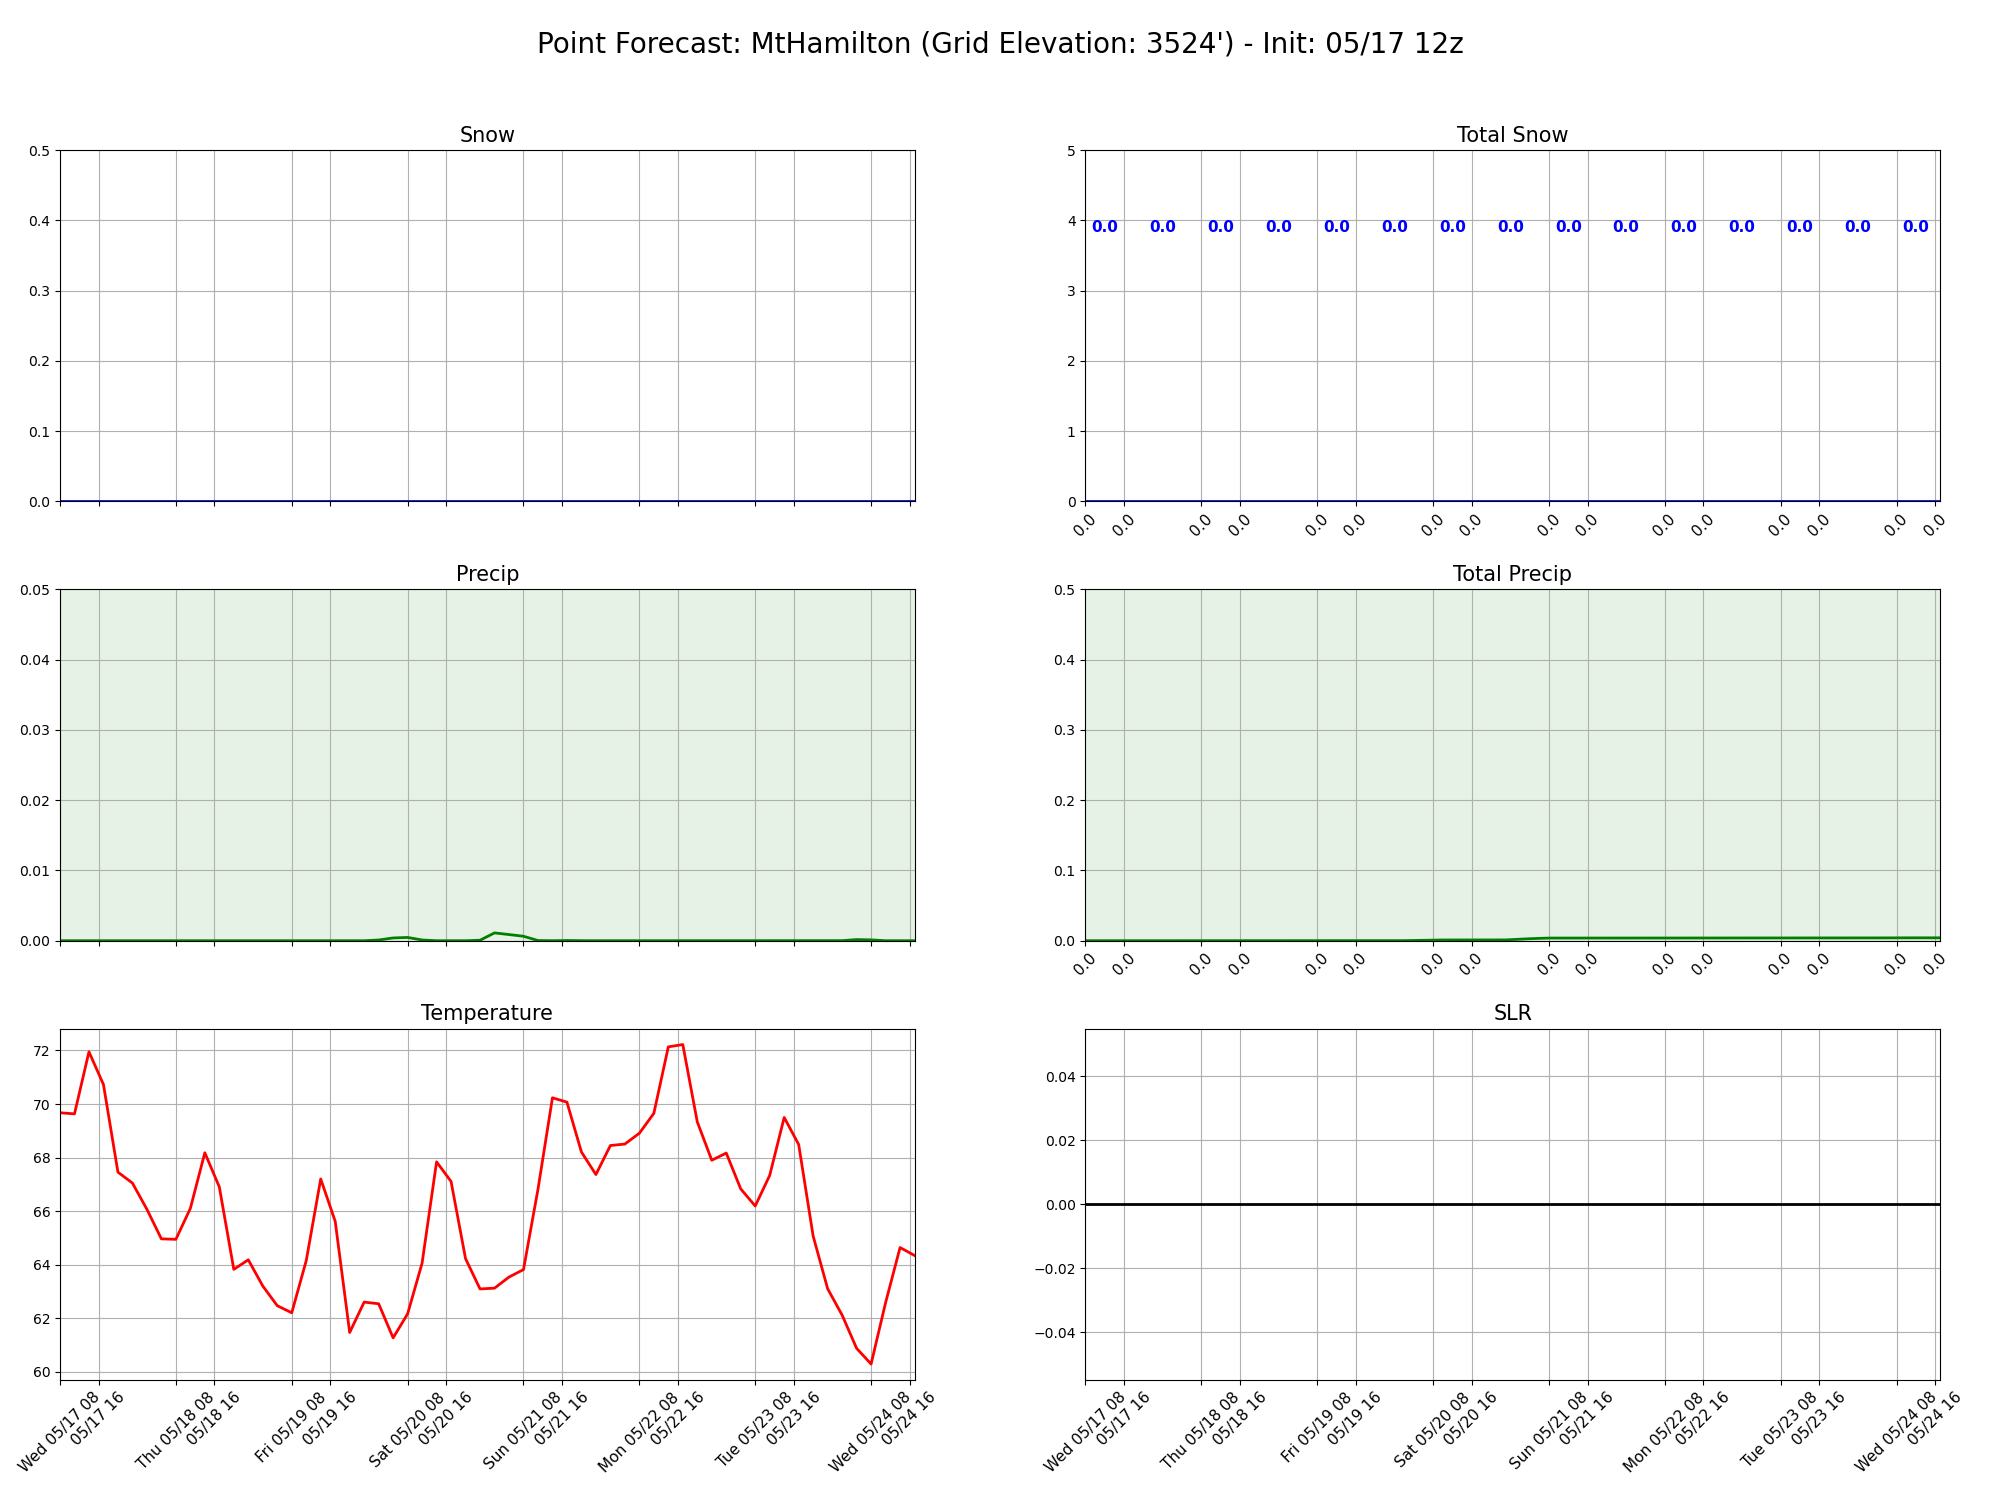 Point Forecast: MtHamilton (Grid Elevation: 3524') - Init: 05/17 12z
Snow
0.5
0.4
0.3
0.2
0.1
0.0
Total Snow
5
4
3
2
1
0
0.0 0.0 0.0 0.0 0.0 0.0 0.0 0.0 0.0 0.0 0.0 0.0 0.0 0.0 0.0
0.0 0.0 0.0 0.0 0.0 0.0 0.0 0.0 0.0 0.0 0.0 0.0 0.0 0.0 0.0 0.0
Precip
0.05
0.04
0.03
0.02
0.01
0.00
Total Precip
0.5
0.4
0.3
0.2
0.1
0.0
0.0 0.0 0.0 0.0 0.0 0.0 0.0 0.0 0.0 0.0 0.0 0.0 0.0 0.0 0.0 0.0
Temperature
72
70
68
66
64
62
60
Wed 05/17 08
05/17 16
Thu 05/18 08
05/18 16
Fri 05/19 08
05/19 16
Sat 05/20 08
05/20 16
Sun 05/21 08
05/21 16
Mon 05/22 08
05/22 16
Tue 05/23 08
05/23 16
Wed 05/24 08
05/24 16
SLR
0.04
0.02
0.00
−0.02
−0.04
Wed 05/17 08
05/17 16
Thu 05/18 08
05/18 16
Fri 05/19 08
05/19 16
Sat 05/20 08
05/20 16
Sun 05/21 08
05/21 16
Mon 05/22 08
05/22 16
Tue 05/23 08
05/23 16
Wed 05/24 08
05/24 16